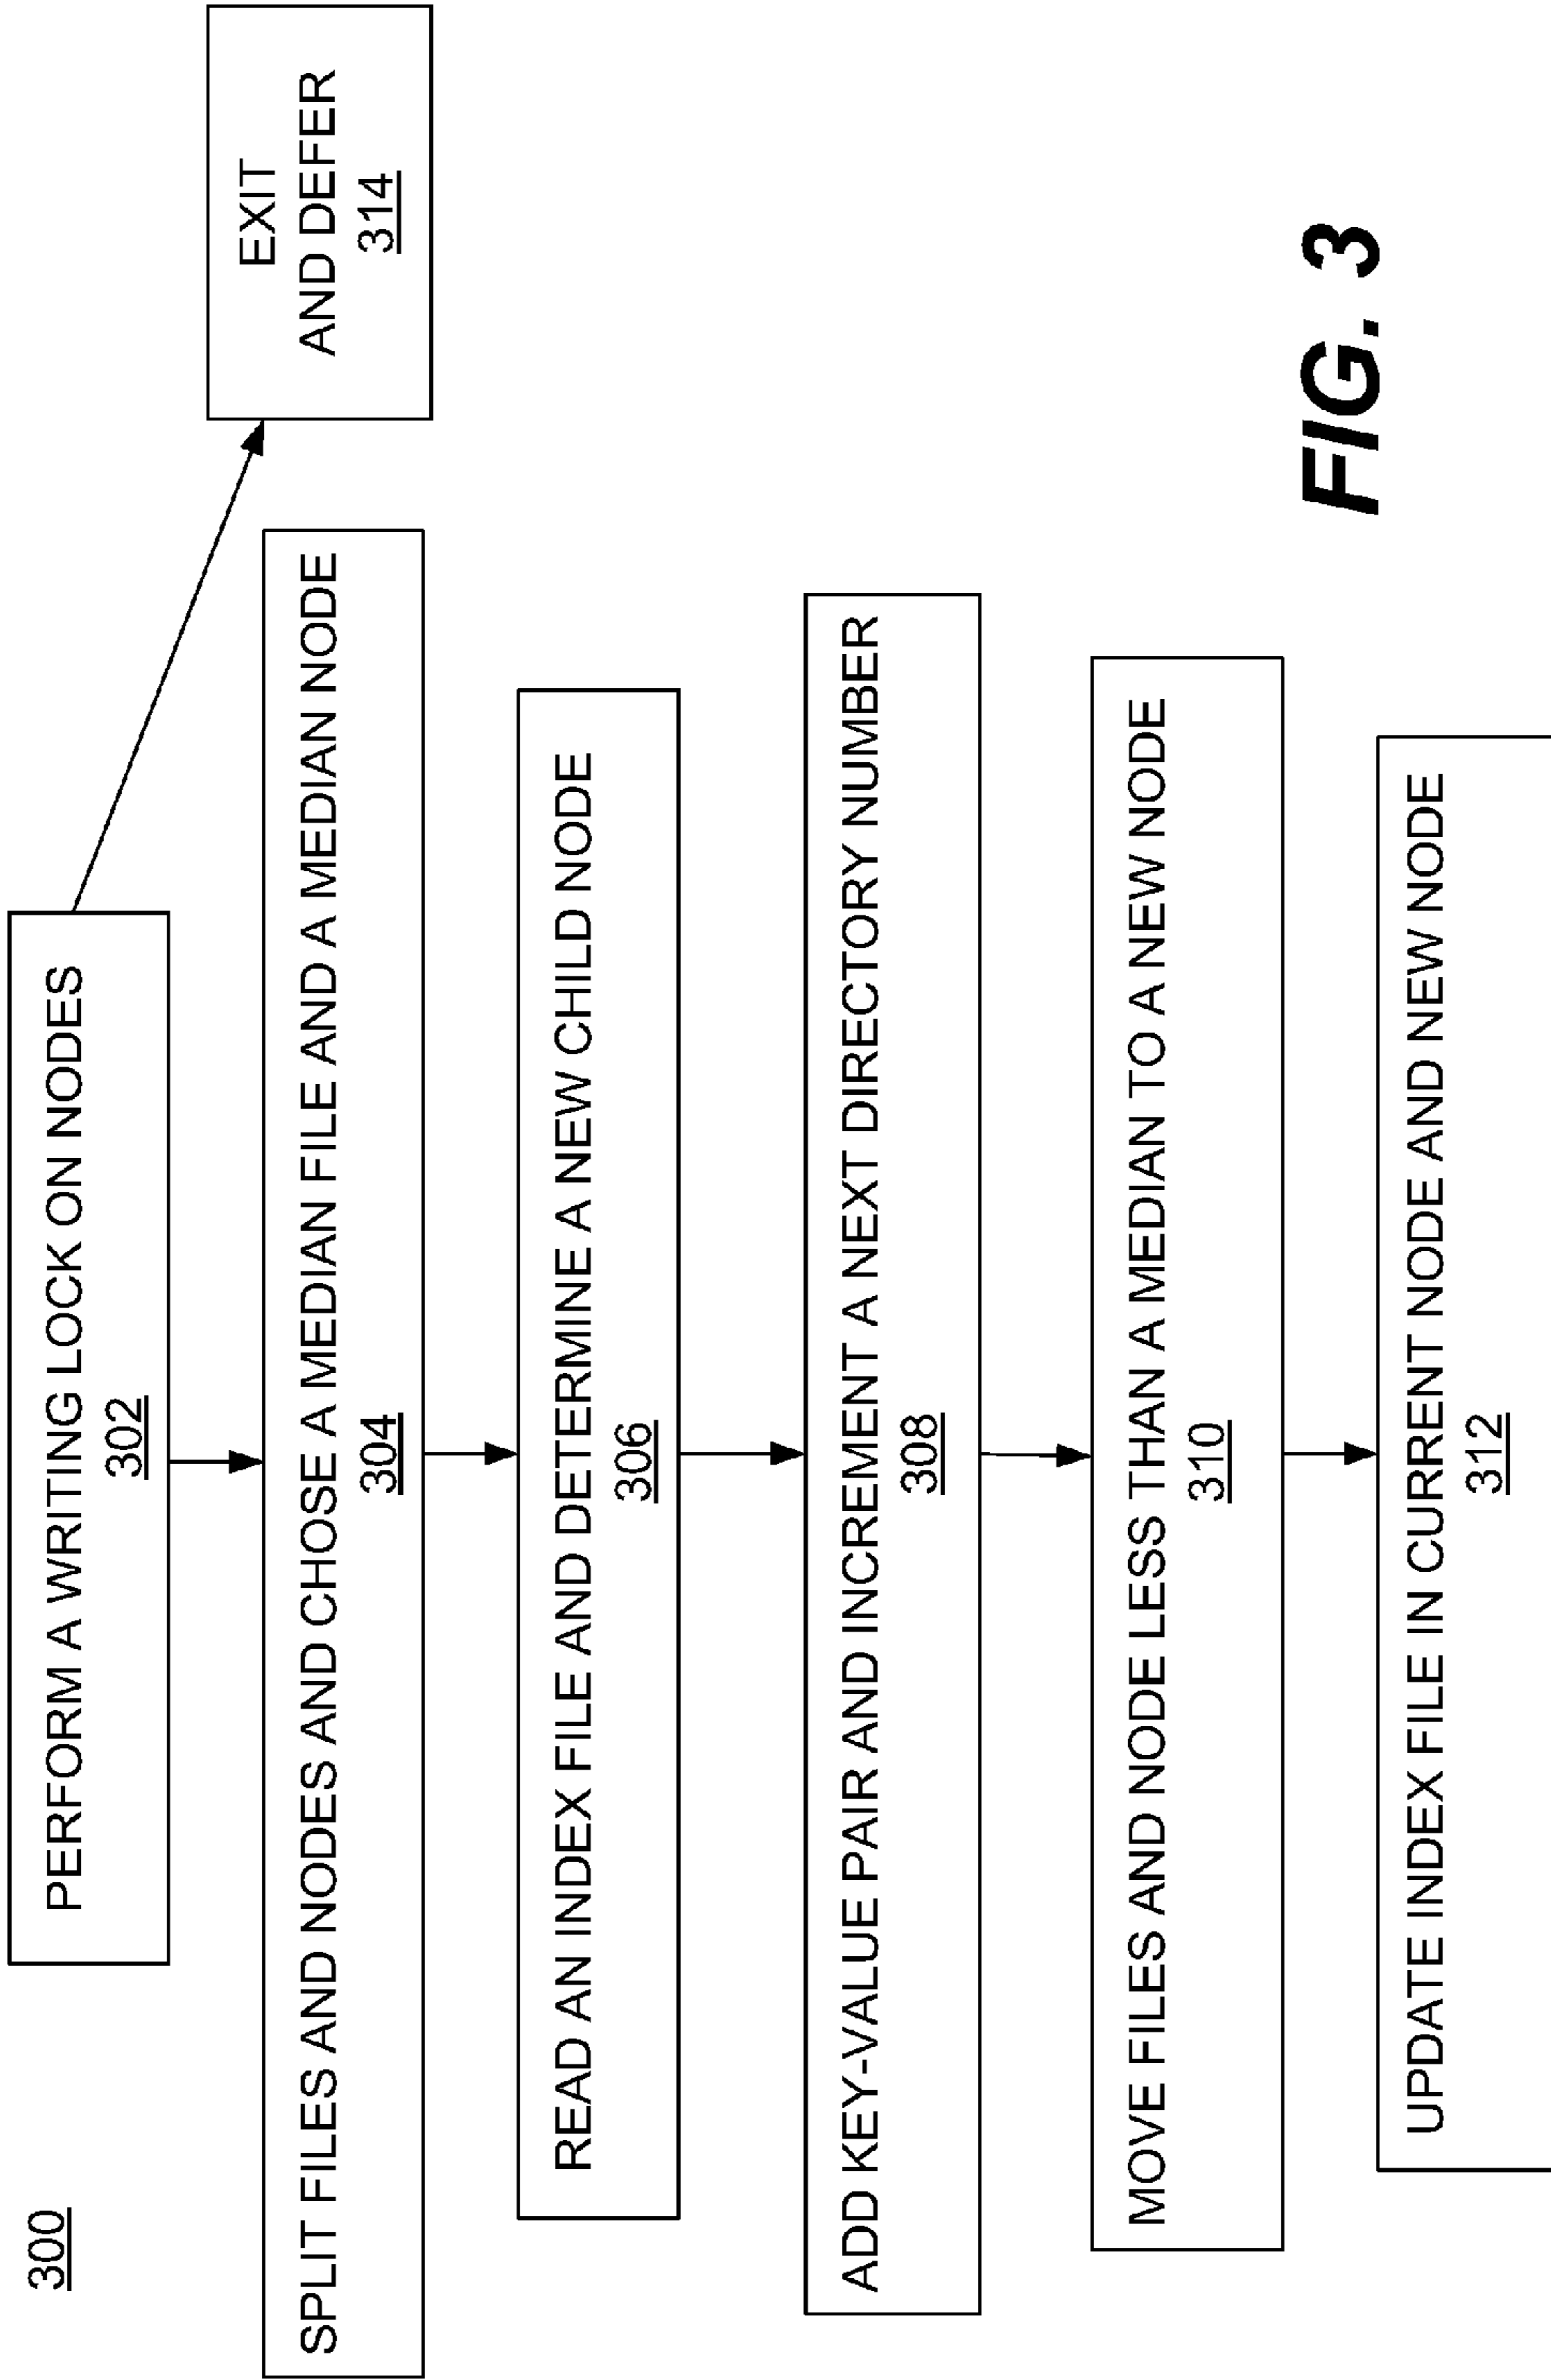 300
PERFORM A WRITING LOCK ON NODES
302
EXIT
AND DEFER
314
SPLIT FILES AND NODES AND CHOSE A MEDIAN FILE AND A MEDIAN NODE
304
READ AN INDEX FILE AND DETERMINE A NEW CHILD NODE
306
ADD KEY-VALUE PAIR AND INCREMENT A NEXT DIRECTORY NUMBER
308
MOVE FILES AND NODE LESS THAN A MEDIAN TO A NEW NODE
310
UPDATE INDEX FILE IN CURRENT NODE AND NEW NODE
312
FIG. 3